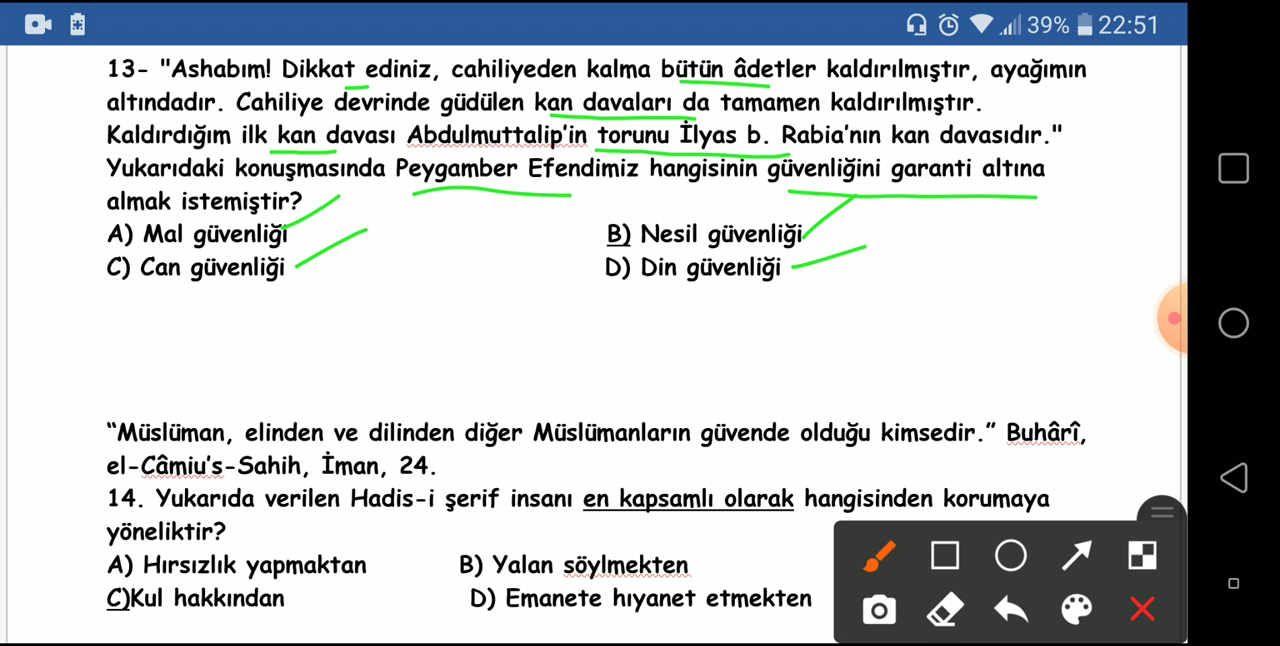 39% 22:51
13- "Ashabım! Dikkat ediniz, cahiliyeden kalma bütün âdetler kaldırılmıştır, ayağımın
altındadır. Cahiliye devrinde güdülen kan davaları da tamamen kaldırılmıştır.
Kaldırdığım ilk kan davası Abdulmuttalip’in torunu İlyas b. Rabia’nın kan davasıdır."
Yukarıdaki konuşmasında Peygamber Efendimiz hangisinin güvenliğini garanti altına
almak istemiştir?
A) Mal güvenliği B) Nesil güvenliği
C) Can güvenliği D) Din güvenliği
“Müslüman, elinden ve dilinden diğer Müslümanların güvende olduğu kimsedir.” Buhârî,
el-Câmiu’s-Sahih, İman, 24.
14. Yukarıda verilen Hadis-i şerif insanı en kapsamlı olarak hangisinden korumaya
yöneliktir?
A) Hırsızlık yapmaktan B) Yalan söylmekten
C)Kul hakkından D) Emanete hıyanet etmekten